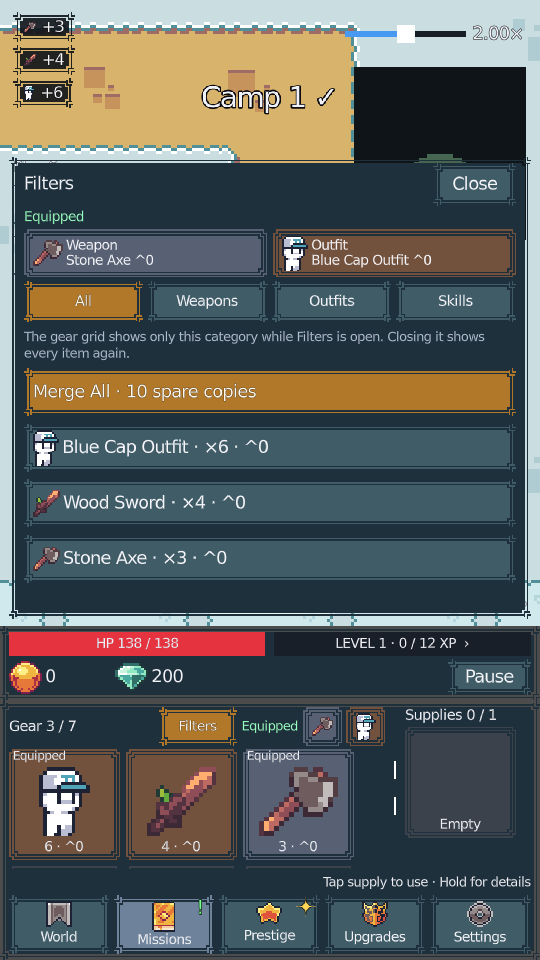 +3
2.00×
+4
+6
Camp 1 ✓
Filters
Close
Equipped
Weapon
Stone Axe ^0
Outfit
Blue Cap Outfit ^0
All
Weapons
Outfits
Skills
The gear grid shows only this category while Filters is open. Closing it shows
every item again.
Merge All · 10 spare copies
Blue Cap Outfit · ×6 · ^0
Wood Sword · ×4 · ^0
Stone Axe · ×3 · ^0
HP 138 / 138
LEVEL 1 · 0 / 12 XP ›
0
200
Pause
Gear 3 / 7
Filters
Equipped
Supplies 0 / 1
Equipped
6 · ^0
4 · ^0
Equipped
3 · ^0
Empty
Tap supply to use · Hold for details
World
Missions
!
Prestige
Upgrades
Settings